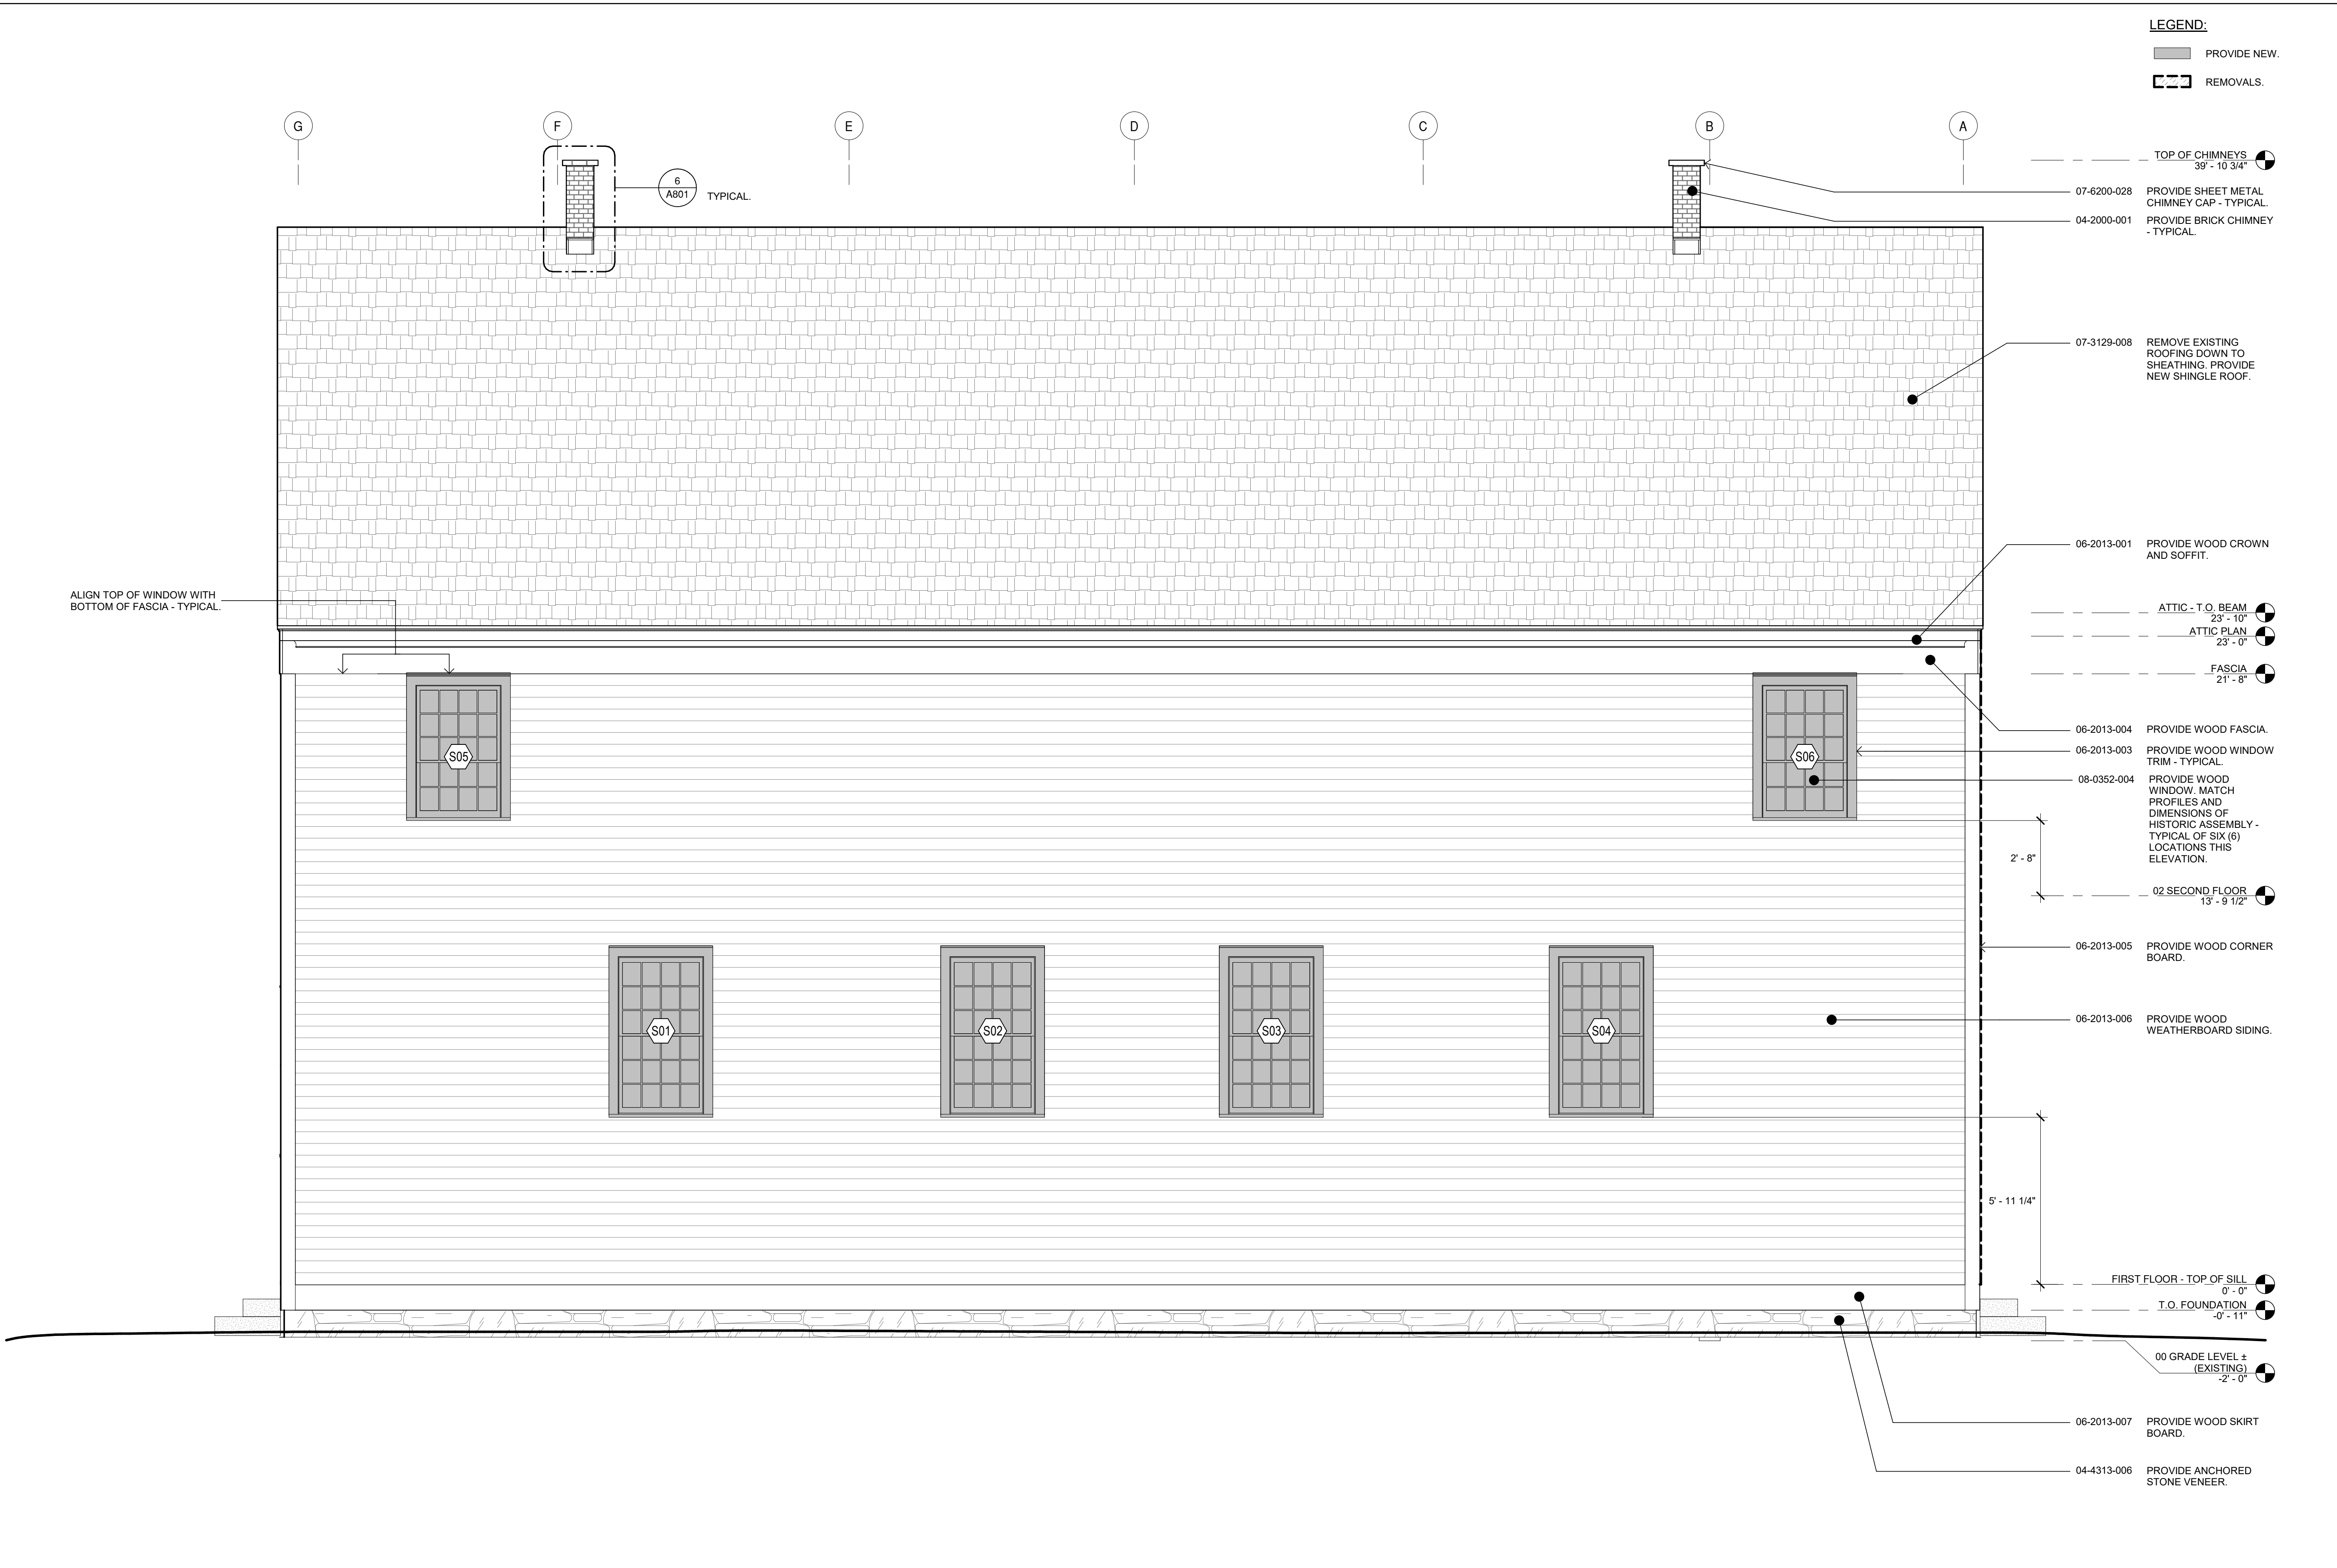 LEGEND:
PROVIDE NEW.
REMOVALS.
G
F
E
D
C
B
A
6
A801
TYPICAL.
TOP OF CHIMNEYS
39' - 10 3/4"
07-6200-028 PROVIDE SHEET METAL
CHIMNEY CAP - TYPICAL.
04-2000-001 PROVIDE BRICK CHIMNEY
- TYPICAL.
07-3129-008 REMOVE EXISTING
ROOFING DOWN TO
SHEATHING. PROVIDE
NEW SHINGLE ROOF.
06-2013-001 PROVIDE WOOD CROWN
AND SOFFIT.
ALIGN TOP OF WINDOW WITH
BOTTOM OF FASCIA - TYPICAL.
ATTIC - T.O. BEAM
23' - 10"
ATTIC PLAN
23' - 0"
FASCIA
21' - 8"
06-2013-004 PROVIDE WOOD FASCIA.
06-2013-003 PROVIDE WOOD WINDOW
TRIM - TYPICAL.
S05
S06
08-0352-004 PROVIDE WOOD
WINDOW. MATCH
PROFILES AND
DIMENSIONS OF
HISTORIC ASSEMBLY -
TYPICAL OF SIX (6)
LOCATIONS THIS
ELEVATION.
2' - 8"
02 SECOND FLOOR
13' - 9 1/2"
06-2013-005 PROVIDE WOOD CORNER
BOARD.
06-2013-006 PROVIDE WOOD
WEATHERBOARD SIDING.
S01
S02
S03
S04
5' - 11 1/4"
FIRST FLOOR - TOP OF SILL
0' - 0"
T.O. FOUNDATION
-0' - 11"
00 GRADE LEVEL ±
(EXISTING)
-2' - 0"
06-2013-007 PROVIDE WOOD SKIRT
BOARD.
04-4313-006 PROVIDE ANCHORED
STONE VENEER.